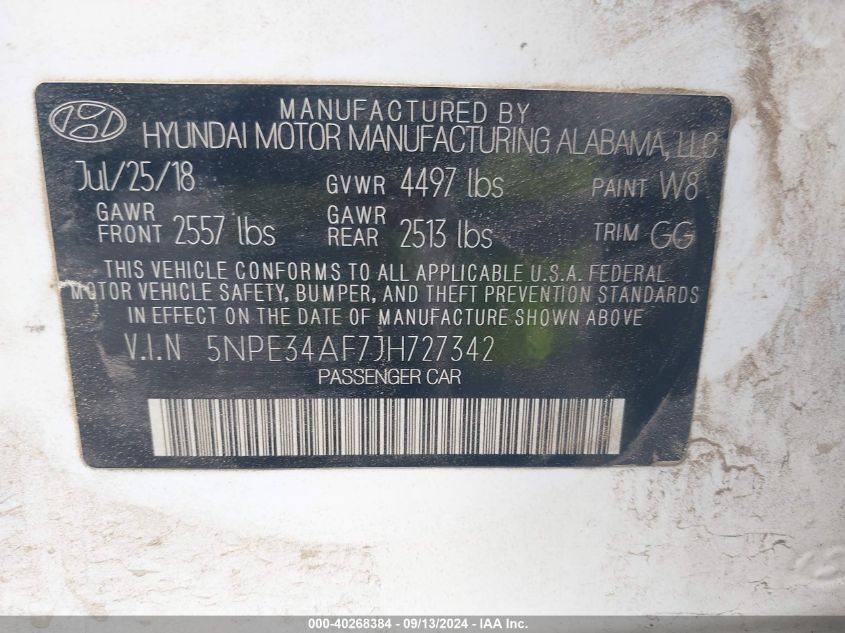 MANUFACTURED BY
HYUNDAI MOTOR MANUFACTURING ALABAMA, LLC
Jul/25/18 GVWR 4497 lbs PAINT W8
GAWR FRONT 2557 lbs GAWR REAR 2513 lbs TRIM GG
THIS VEHICLE CONFORMS TO ALL APPLICABLE U.S.A. FEDERAL
MOTOR VEHICLE SAFETY, BUMPER, AND THEFT PREVENTION STANDARDS
IN EFFECT ON THE DATE OF MANUFACTURE SHOWN ABOVE
V.I.N 5NPE34AF7JH727342
PASSENGER CAR
000-40268384 - 09/13/2024 - IAA Inc.